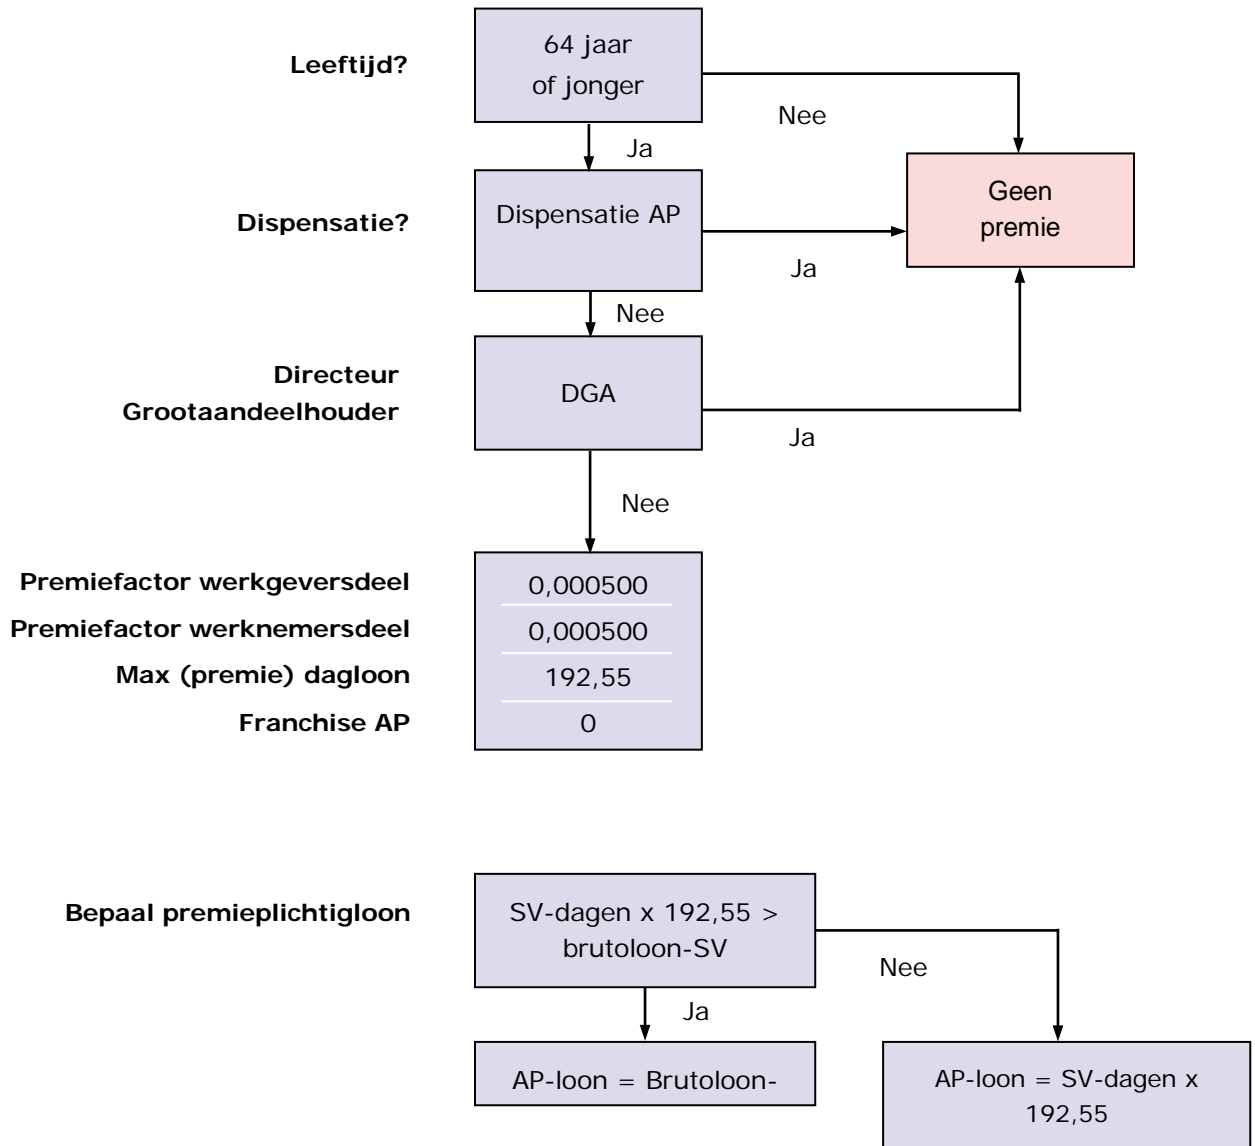 Leeftijd?
64 jaar
of jonger
Nee
Ja
Geen
premie
Dispensatie?
Dispensatie AP
Ja
Nee
Directeur
Grootaandeelhouder
DGA
Ja
Nee
Premiefactor werkgeversdeel
0,000500
Premiefactor werknemersdeel
0,000500
Max (premie) dagloon
192,55
Franchise AP
0
Bepaal premieplichtigloon
SV-dagen x 192,55 >
brutoloon-SV
Nee
Ja
AP-loon = Brutoloon-
AP-loon = SV-dagen x
192,55